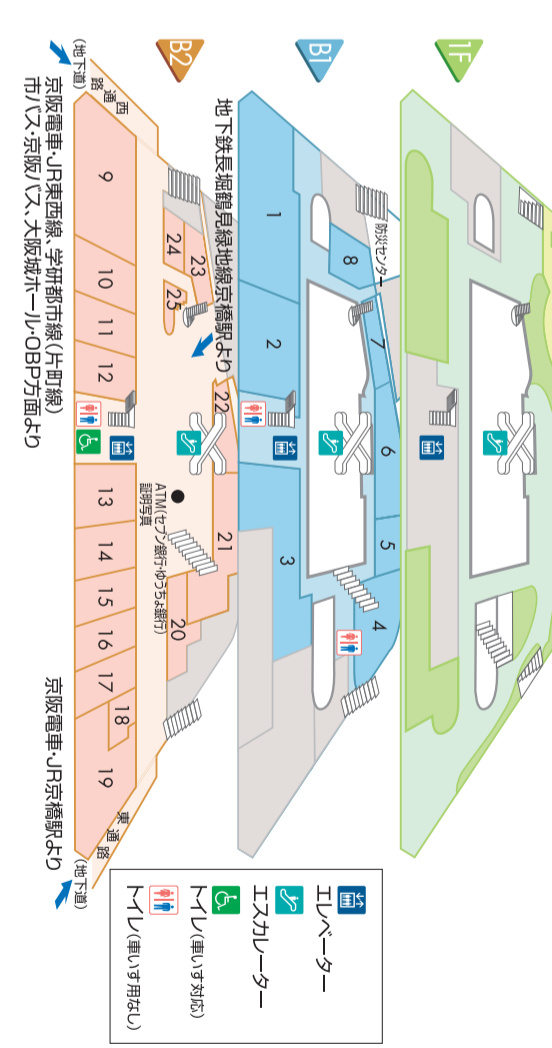 1F
B1
防災センター
8
7
1
2
6
5
3
4
B2
西通路
(地下道)
地下鉄長堀鶴見緑地線京橋駅より
9
10
11
12
24
23
25
22
13
14
15
16
17
18
19
20
21
ATM(セブン銀行・ゆうちょ銀行)
証明写真
東通路
(地下道)
京阪電車・JR東西線、学研都市線(片町線)
市バス・京阪バス、大阪城ホール・OBP方面より
京阪電車・JR京橋駅より
エレベーター
エスカレーター
トイレ(車いす対応)
トイレ(車いす用なし)